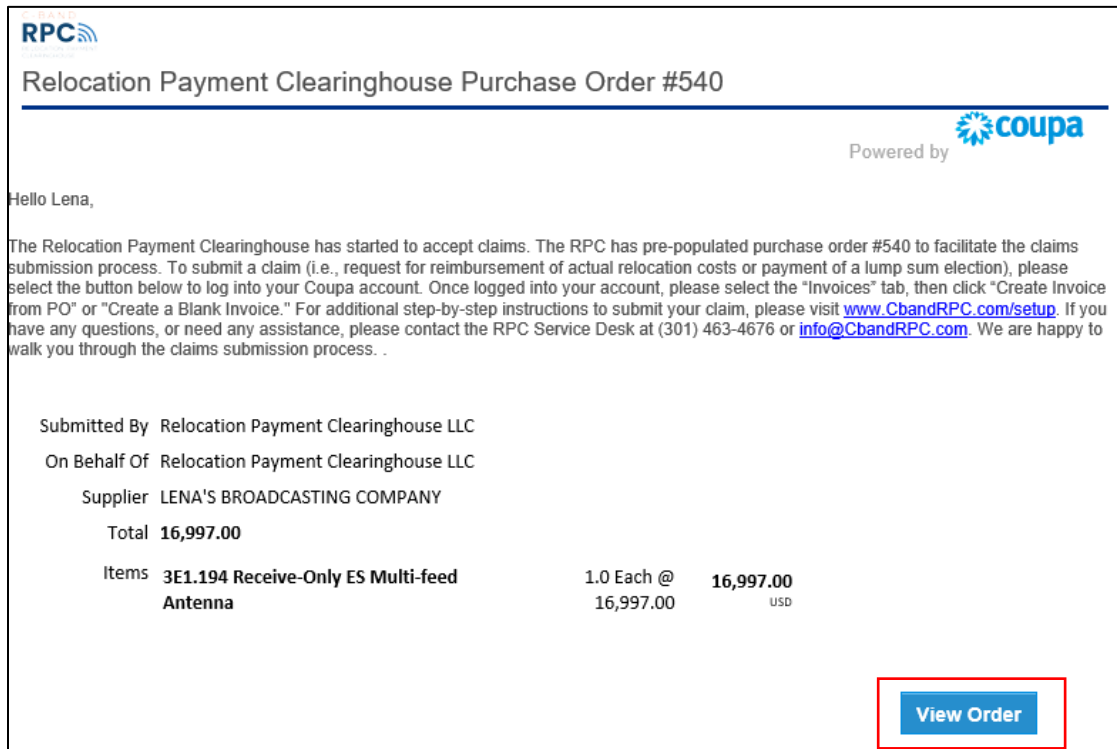 C-BAND
RPC
RELOCATION PAYMENT
CLEARINGHOUSE
Relocation Payment Clearinghouse Purchase Order #540
Powered by coupa
Hello Lena,
The Relocation Payment Clearinghouse has started to accept claims. The RPC has pre-populated purchase order #540 to facilitate the claims
submission process. To submit a claim (i.e., request for reimbursement of actual relocation costs or payment of a lump sum election), please
select the button below to log into your Coupa account. Once logged into your account, please select the “Invoices” tab, then click “Create Invoice
from PO” or "Create a Blank Invoice." For additional step-by-step instructions to submit your claim, please visit www.CbandRPC.com/setup. If you
have any questions, or need any assistance, please contact the RPC Service Desk at (301) 463-4676 or info@CbandRPC.com. We are happy to
walk you through the claims submission process. .
Submitted By Relocation Payment Clearinghouse LLC
On Behalf Of Relocation Payment Clearinghouse LLC
Supplier LENA'S BROADCASTING COMPANY
Total 16,997.00
Items 3E1.194 Receive-Only ES Multi-feed 1.0 Each @ 16,997.00
Antenna 16,997.00 USD
View Order